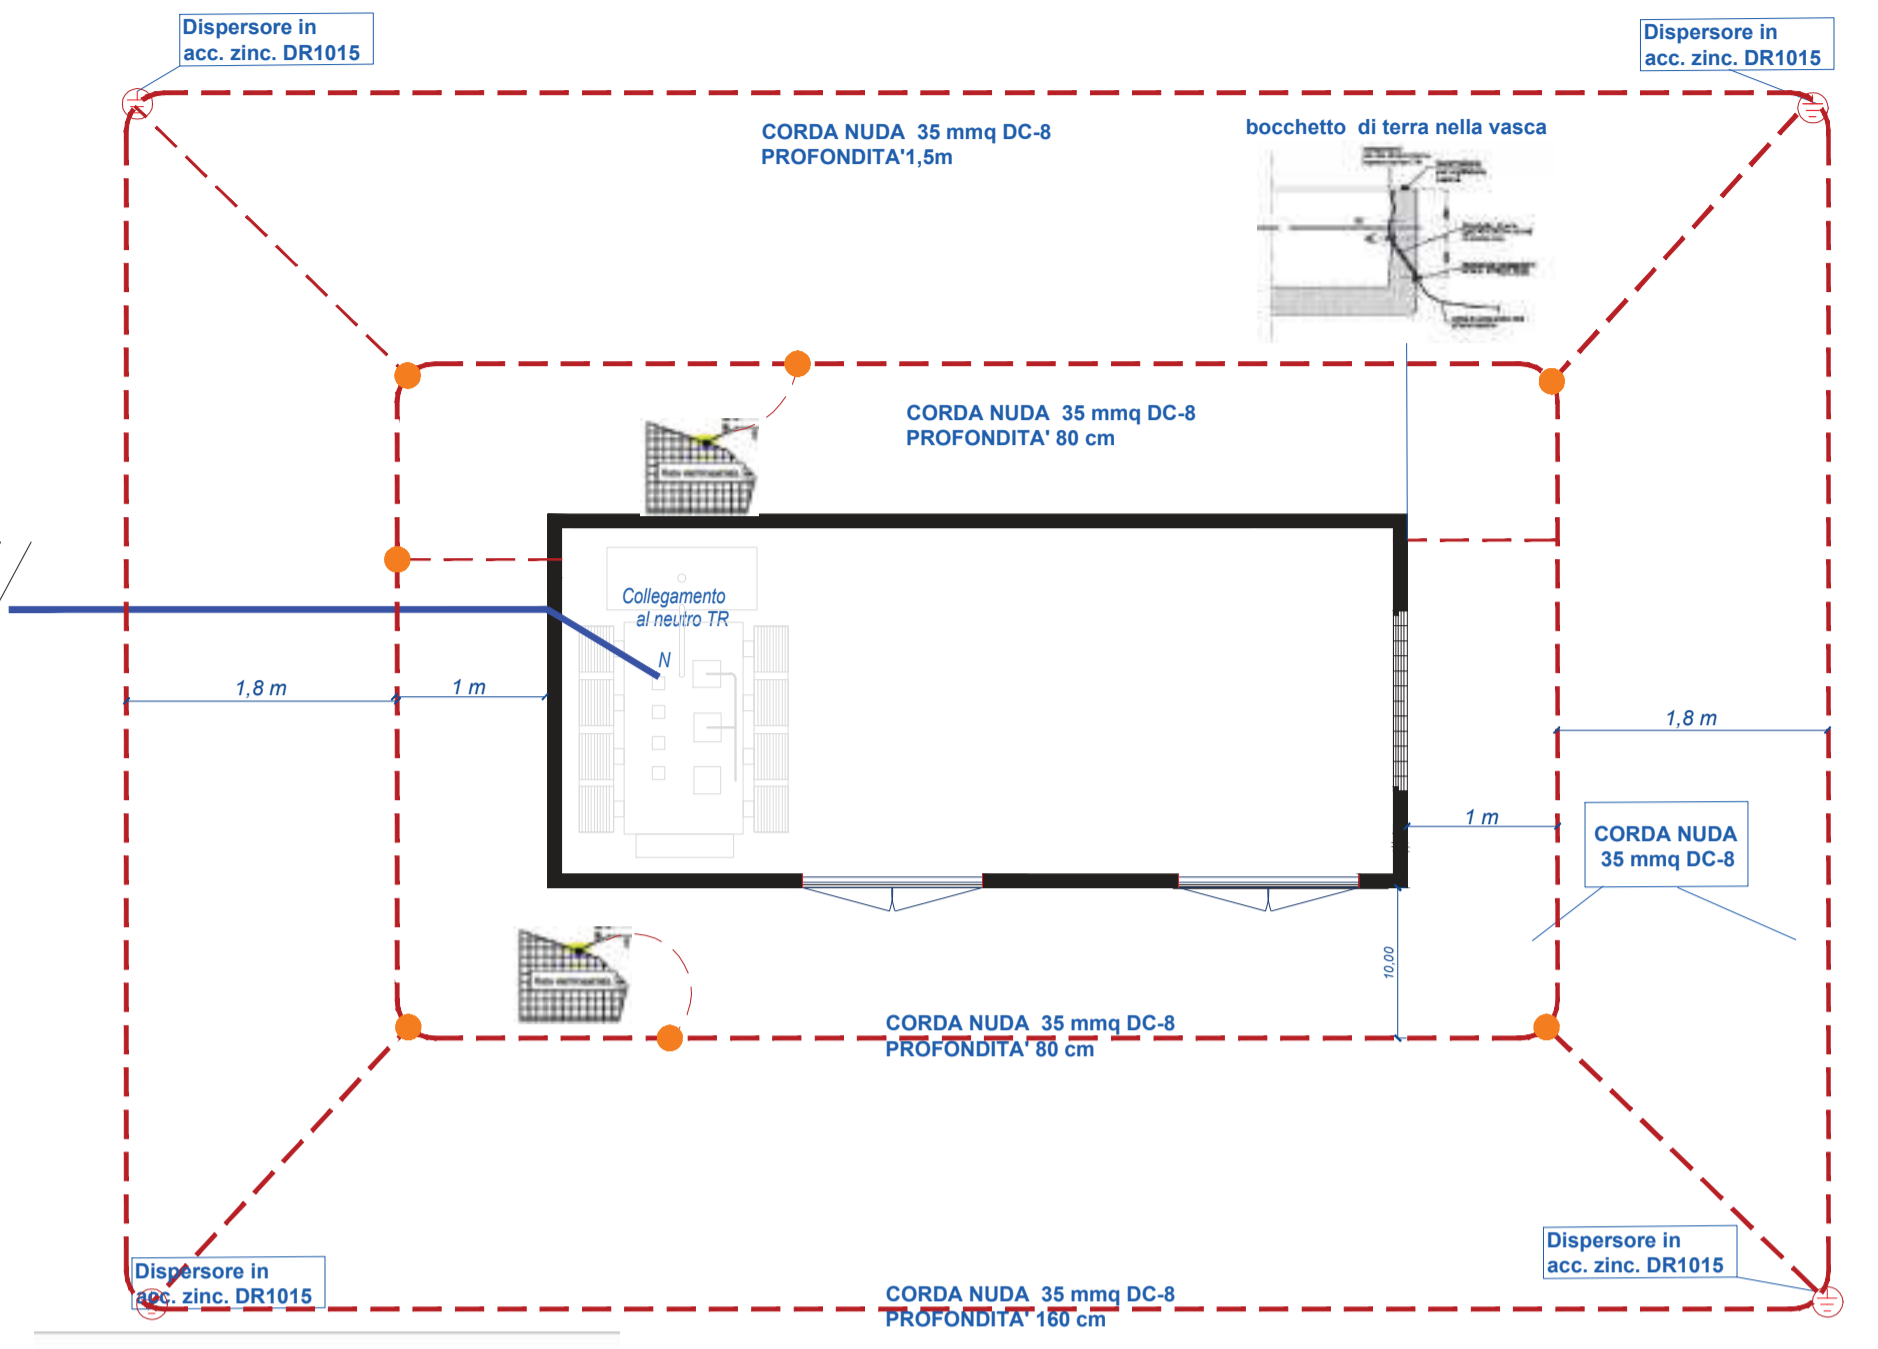 Dispersore in
acc. zinc. DR1015
Dispersore in
acc. zinc. DR1015
CORDA NUDA 35 mmq DC-8
PROFONDITA'1,5m
bocchetto di terra nella vasca
CORDA NUDA 35 mmq DC-8
PROFONDITA' 80 cm
Collegamento
al neutro TR
N
1,8 m
1 m
1,8 m
1 m
CORDA NUDA
35 mmq DC-8
10,00
CORDA NUDA 35 mmq DC-8
PROFONDITA' 80 cm
Dispersore in
acc. zinc. DR1015
Dispersore in
acc. zinc. DR1015
CORDA NUDA 35 mmq DC-8
PROFONDITA' 160 cm